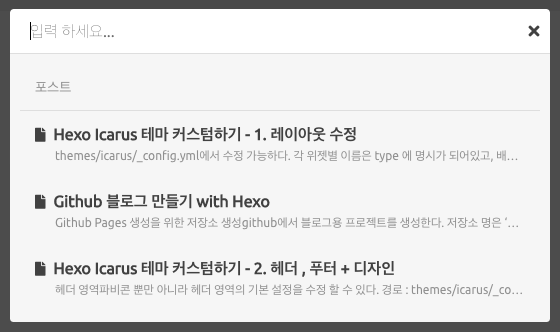 입력 하세요...
포스트
Hexo Icarus 테마 커스텀하기 - 1. 레이아웃 수정
themes/icarus/_config.yml에서 수정 가능하다. 각 위젯별 이름은 type 에 명시가 되어있고, 배...
Github 블로그 만들기 with Hexo
Github Pages 생성을 위한 저장소 생성github에서 블로그용 프로젝트를 생성한다. 저장소 명은 ‘...
Hexo Icarus 테마 커스텀하기 - 2. 헤더 , 푸터 + 디자인
헤더 영역파비콘 뿐만 아니라 헤더 영역의 기본 설정을 수정 할 수 있다. 경로 : themes/icarus/_co...